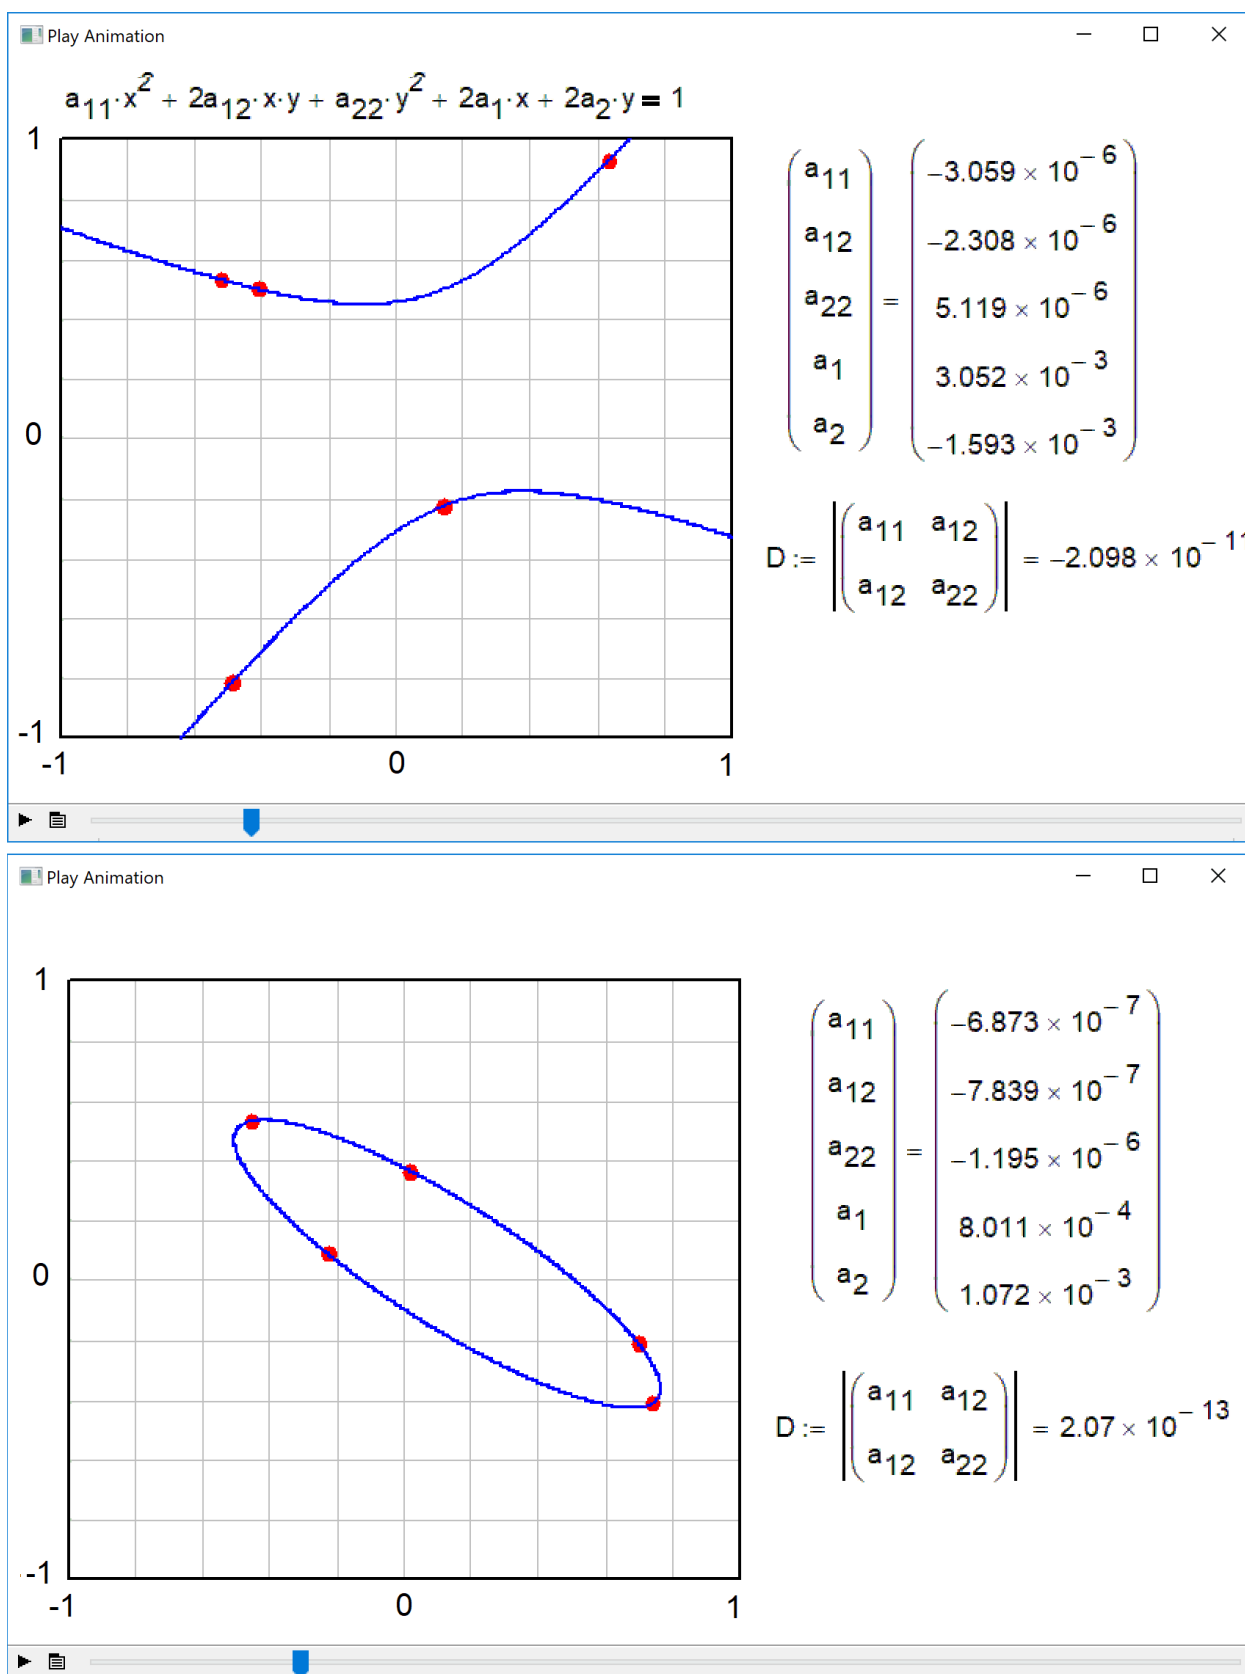 Play Animation
a₁₁·x² + 2a₁₂·x·y + a₂₂·y² + 2a₁·x + 2a₂·y = 1
1
0
-1
-1 0 1
a₁₁
a₁₂
a₂₂
a₁
a₂
=
−3.059 × 10⁻⁶
−2.308 × 10⁻⁶
5.119 × 10⁻⁶
3.052 × 10⁻³
−1.593 × 10⁻³
a₁₁ a₁₂
D := = −2.098 × 10⁻¹¹
a₁₂ a₂₂
Play Animation
1
0
-1
-1 0 1
a₁₁
a₁₂
a₂₂
a₁
a₂
=
−6.873 × 10⁻⁷
−7.839 × 10⁻⁷
−1.195 × 10⁻⁶
8.011 × 10⁻⁴
1.072 × 10⁻³
a₁₁ a₁₂
D := = 2.07 × 10⁻¹³
a₁₂ a₂₂